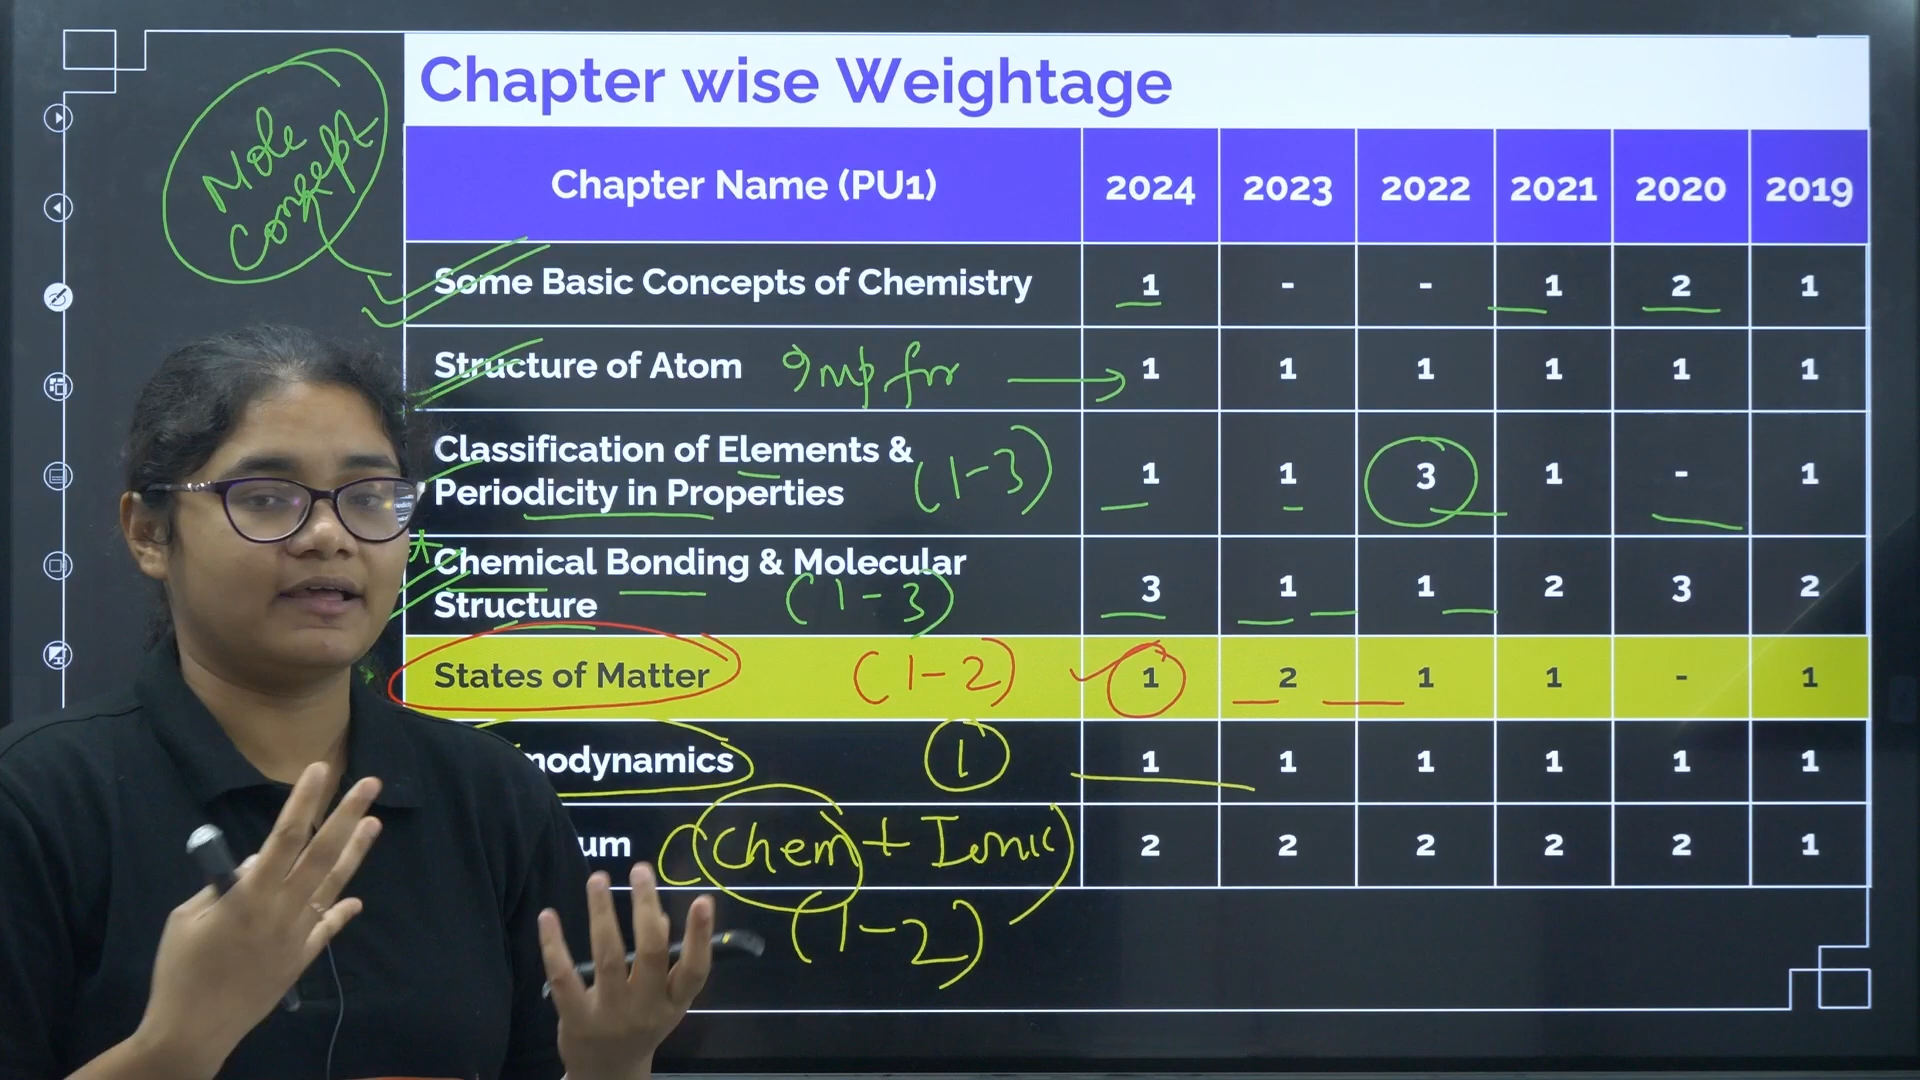 Chapter wise Weightage
Mole
Concept
Chapter Name (PU1) 2024 2023 2022 2021 2020 2019
Some Basic Concepts of Chemistry 1 - - 1 2 1
Structure of Atom 9mp for → 1 1 1 1 1 1
Classification of Elements &
Periodicity in Properties (1-3) 1 1 3 1 - 1
Chemical Bonding & Molecular
Structure (1-3) 3 1 1 2 3 2
States of Matter (1-2) 1 2 1 1 - 1
modynamics 1 1 1 1 1 1 1
um (Chem + Ionic) 2 2 2 2 2 1
(1-2)